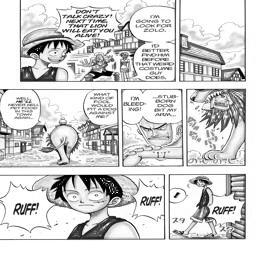 DON'T
TALK CRAZY!
NEXT TIME,
THAT LION
WILL EAT YOU
ALIVE!
I'M
GOING TO
LOOK FOR
ZOLO.
I'D
BETTER
FIND HIM
BEFORE
THAT WEIRD
COSTUME
GUY
DOES.
WELL,
HE'LL
NEVER SELL
PET FOOD
IN THIS
TOWN
AGAIN...
WHAT
KIND OF
FOOL
WOULD
PIT A DOG
AGAINST
ME?
I'M
BLEED-
ING!
...STUB-
BORN
DOG
BIT MY
ARM...
RUFF!
RUFF!
!
RUFF!